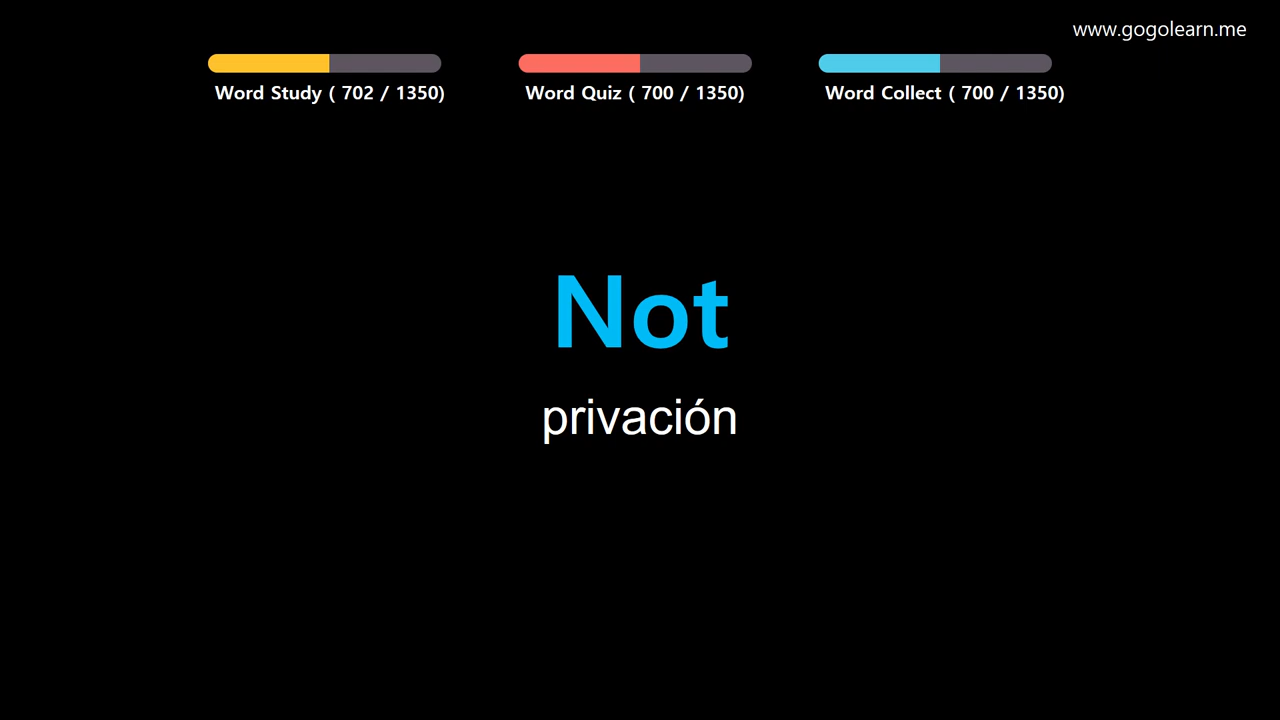 www.gogolearn.me
Word Study ( 702 / 1350)
Word Quiz ( 700 / 1350)
Word Collect ( 700 / 1350)
Not
privación